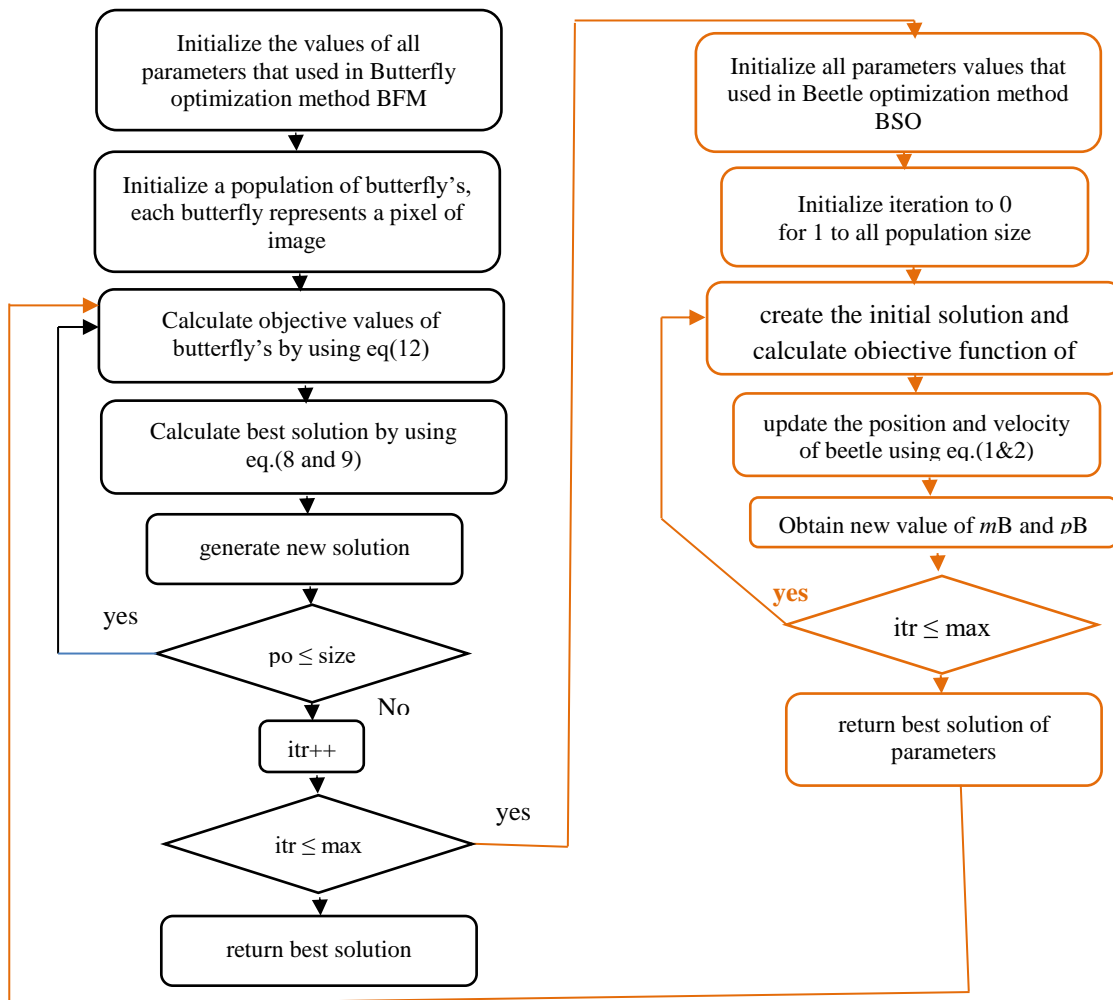 Initialize the values of all
parameters that used in Butterfly
optimization method BFM
Initialize a population of butterfly's,
each butterfly represents a pixel of
image
Calculate objective values of
butterfly's by using eq(12)
Calculate best solution by using
eq.(8 and 9)
generate new solution
yes
po ≤ size
No
itr++
itr ≤ max
yes
return best solution
Initialize all parameters values that
used in Beetle optimization method
BSO
Initialize iteration to 0
for 1 to all population size
create the initial solution and
calculate objective function of
update the position and velocity
of beetle using eq.(1&2)
Obtain new value of mB and pB
yes
itr ≤ max
return best solution of
parameters